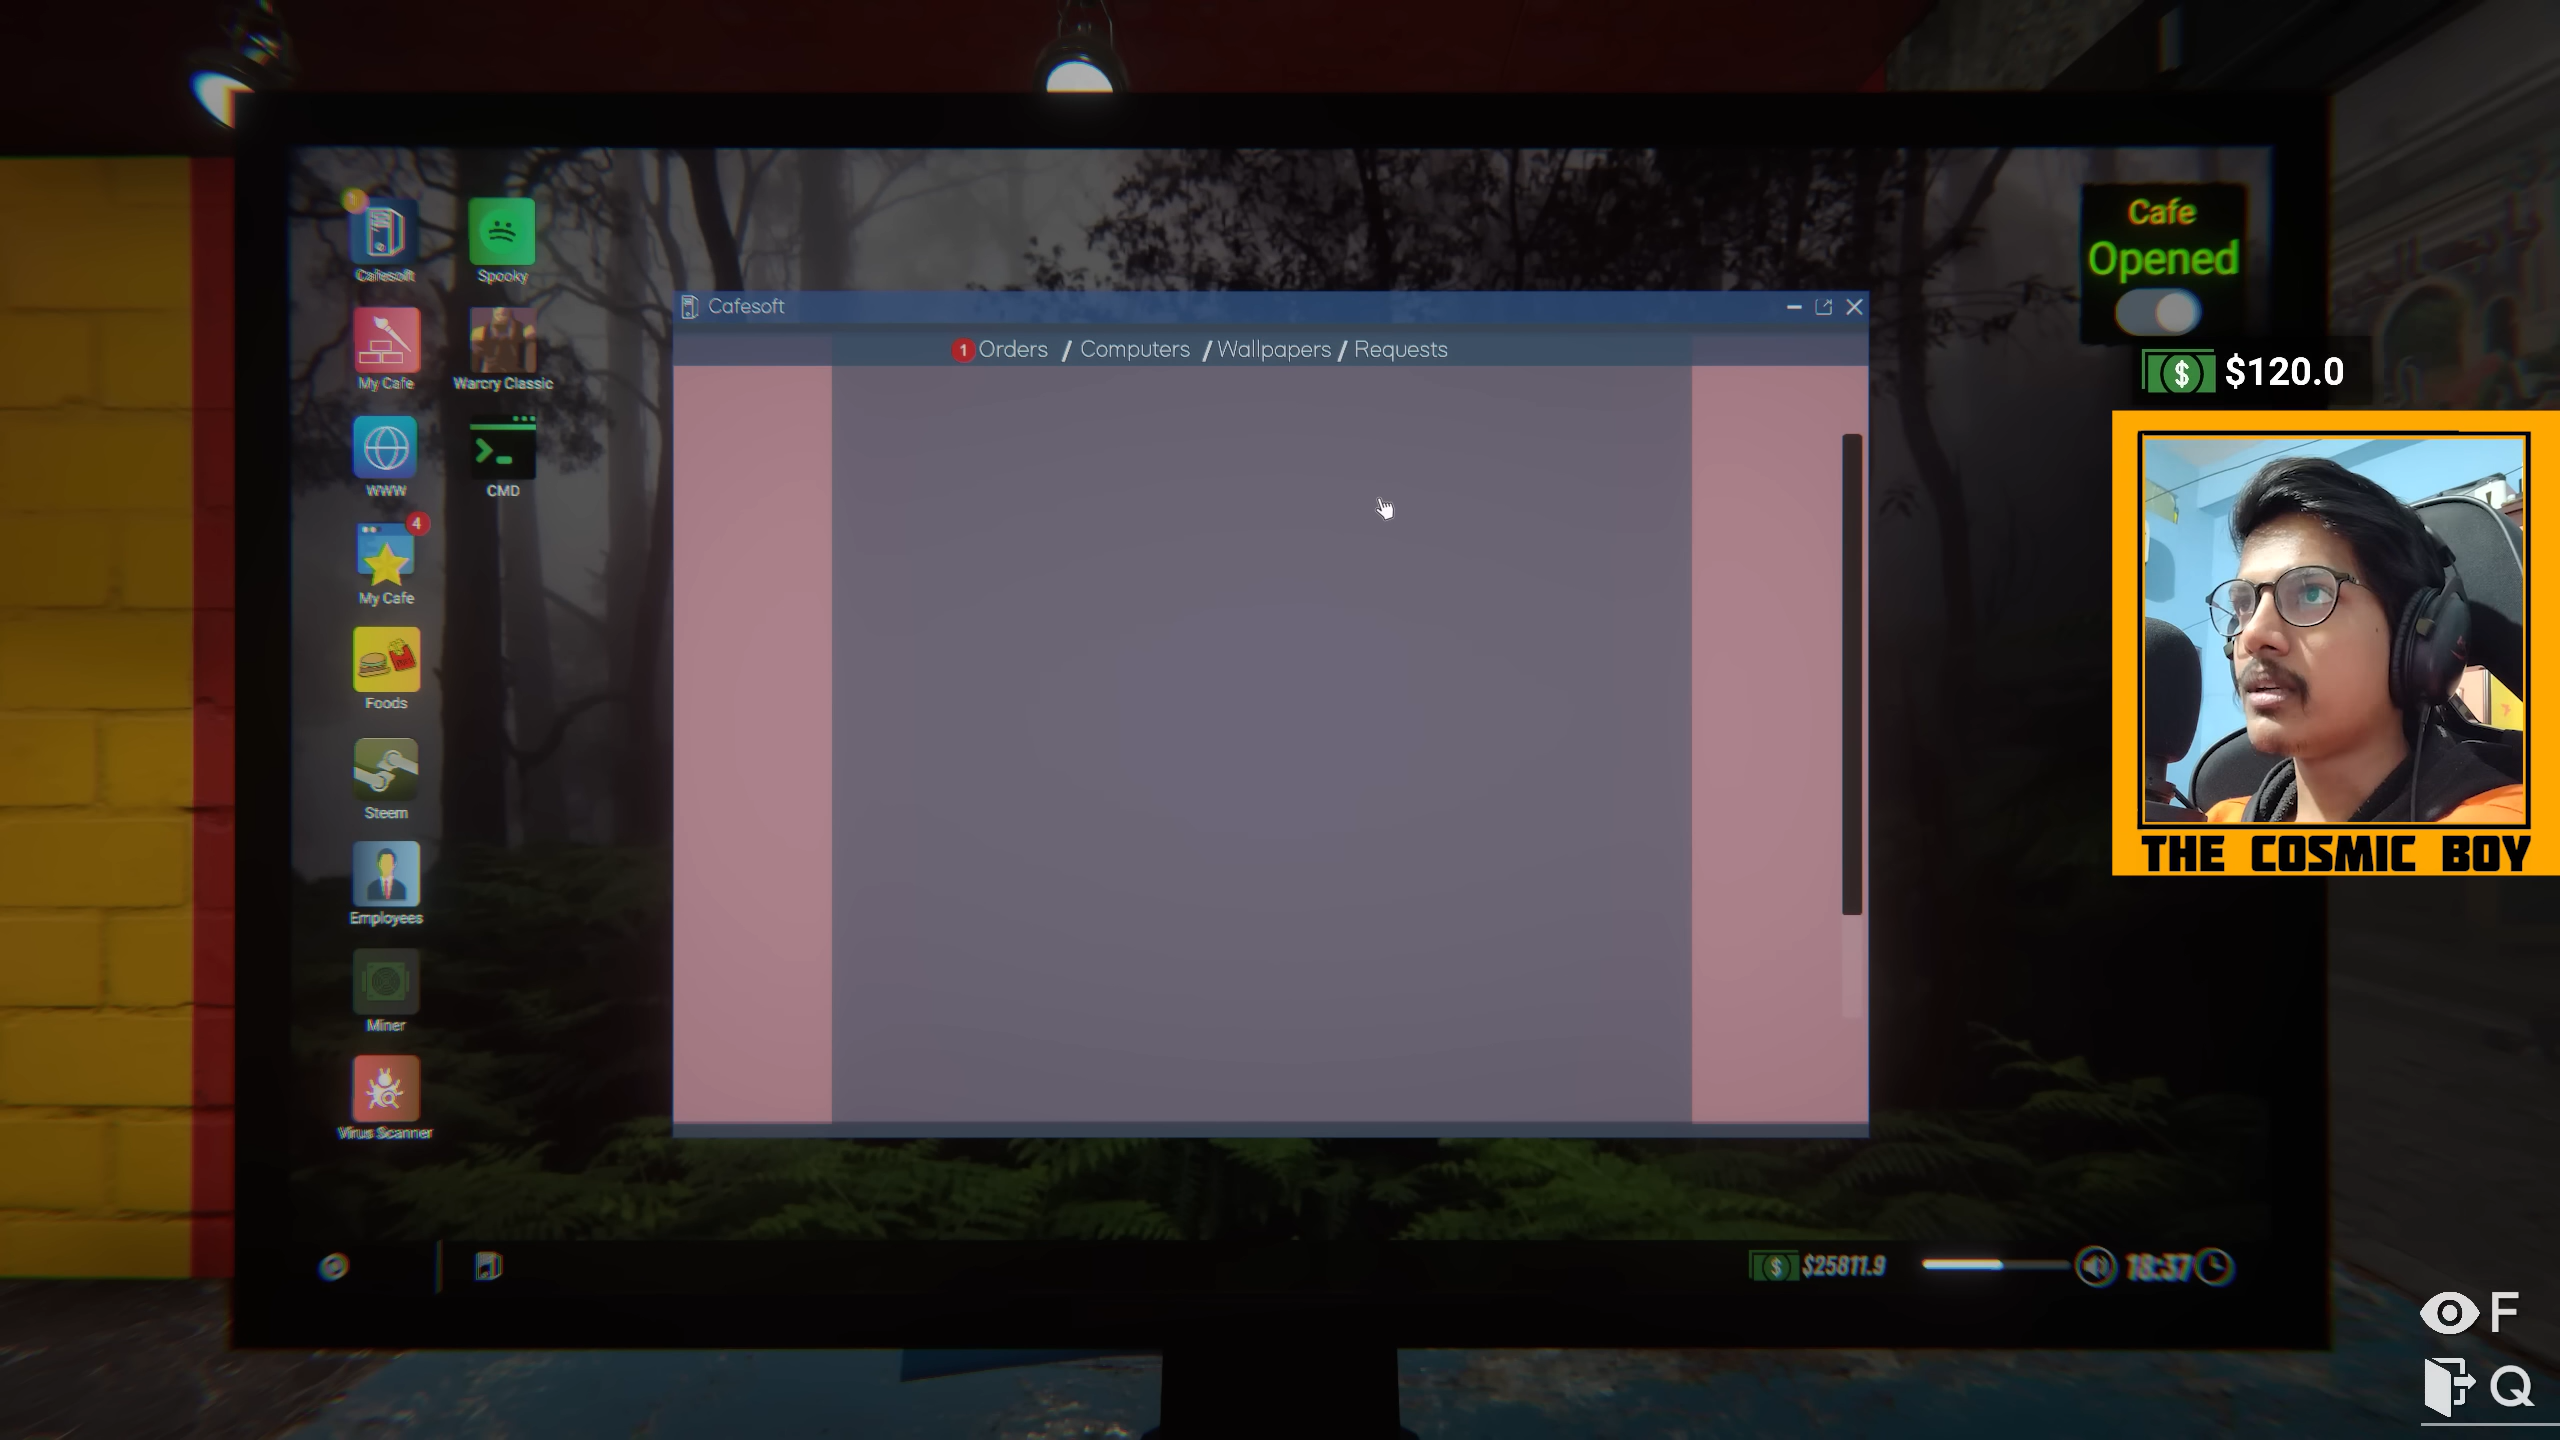 Cafe
Opened
$120.0
Cafesoft
Spooky
My Cafe
Warcry Classic
WWW
CMD
4
My Cafe
Foods
Steem
Employees
Miner
Virus Scanner
Cafesoft
1 Orders / Computers / Wallpapers / Requests
THE COSMIC BOY
$25811.9
18:37
F
Q